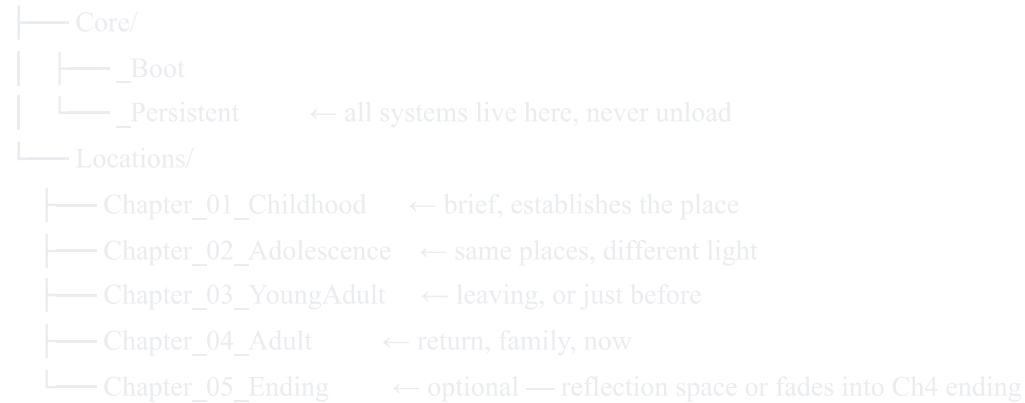 ├── Core/
│   ├── _Boot
│   └── _Persistent          ← all systems live here, never unload
└── Locations/
    ├── Chapter_01_Childhood      ← brief, establishes the place
    ├── Chapter_02_Adolescence    ← same places, different light
    ├── Chapter_03_YoungAdult     ← leaving, or just before
    ├── Chapter_04_Adult          ← return, family, now
    └── Chapter_05_Ending         ← optional — reflection space or fades into Ch4 ending